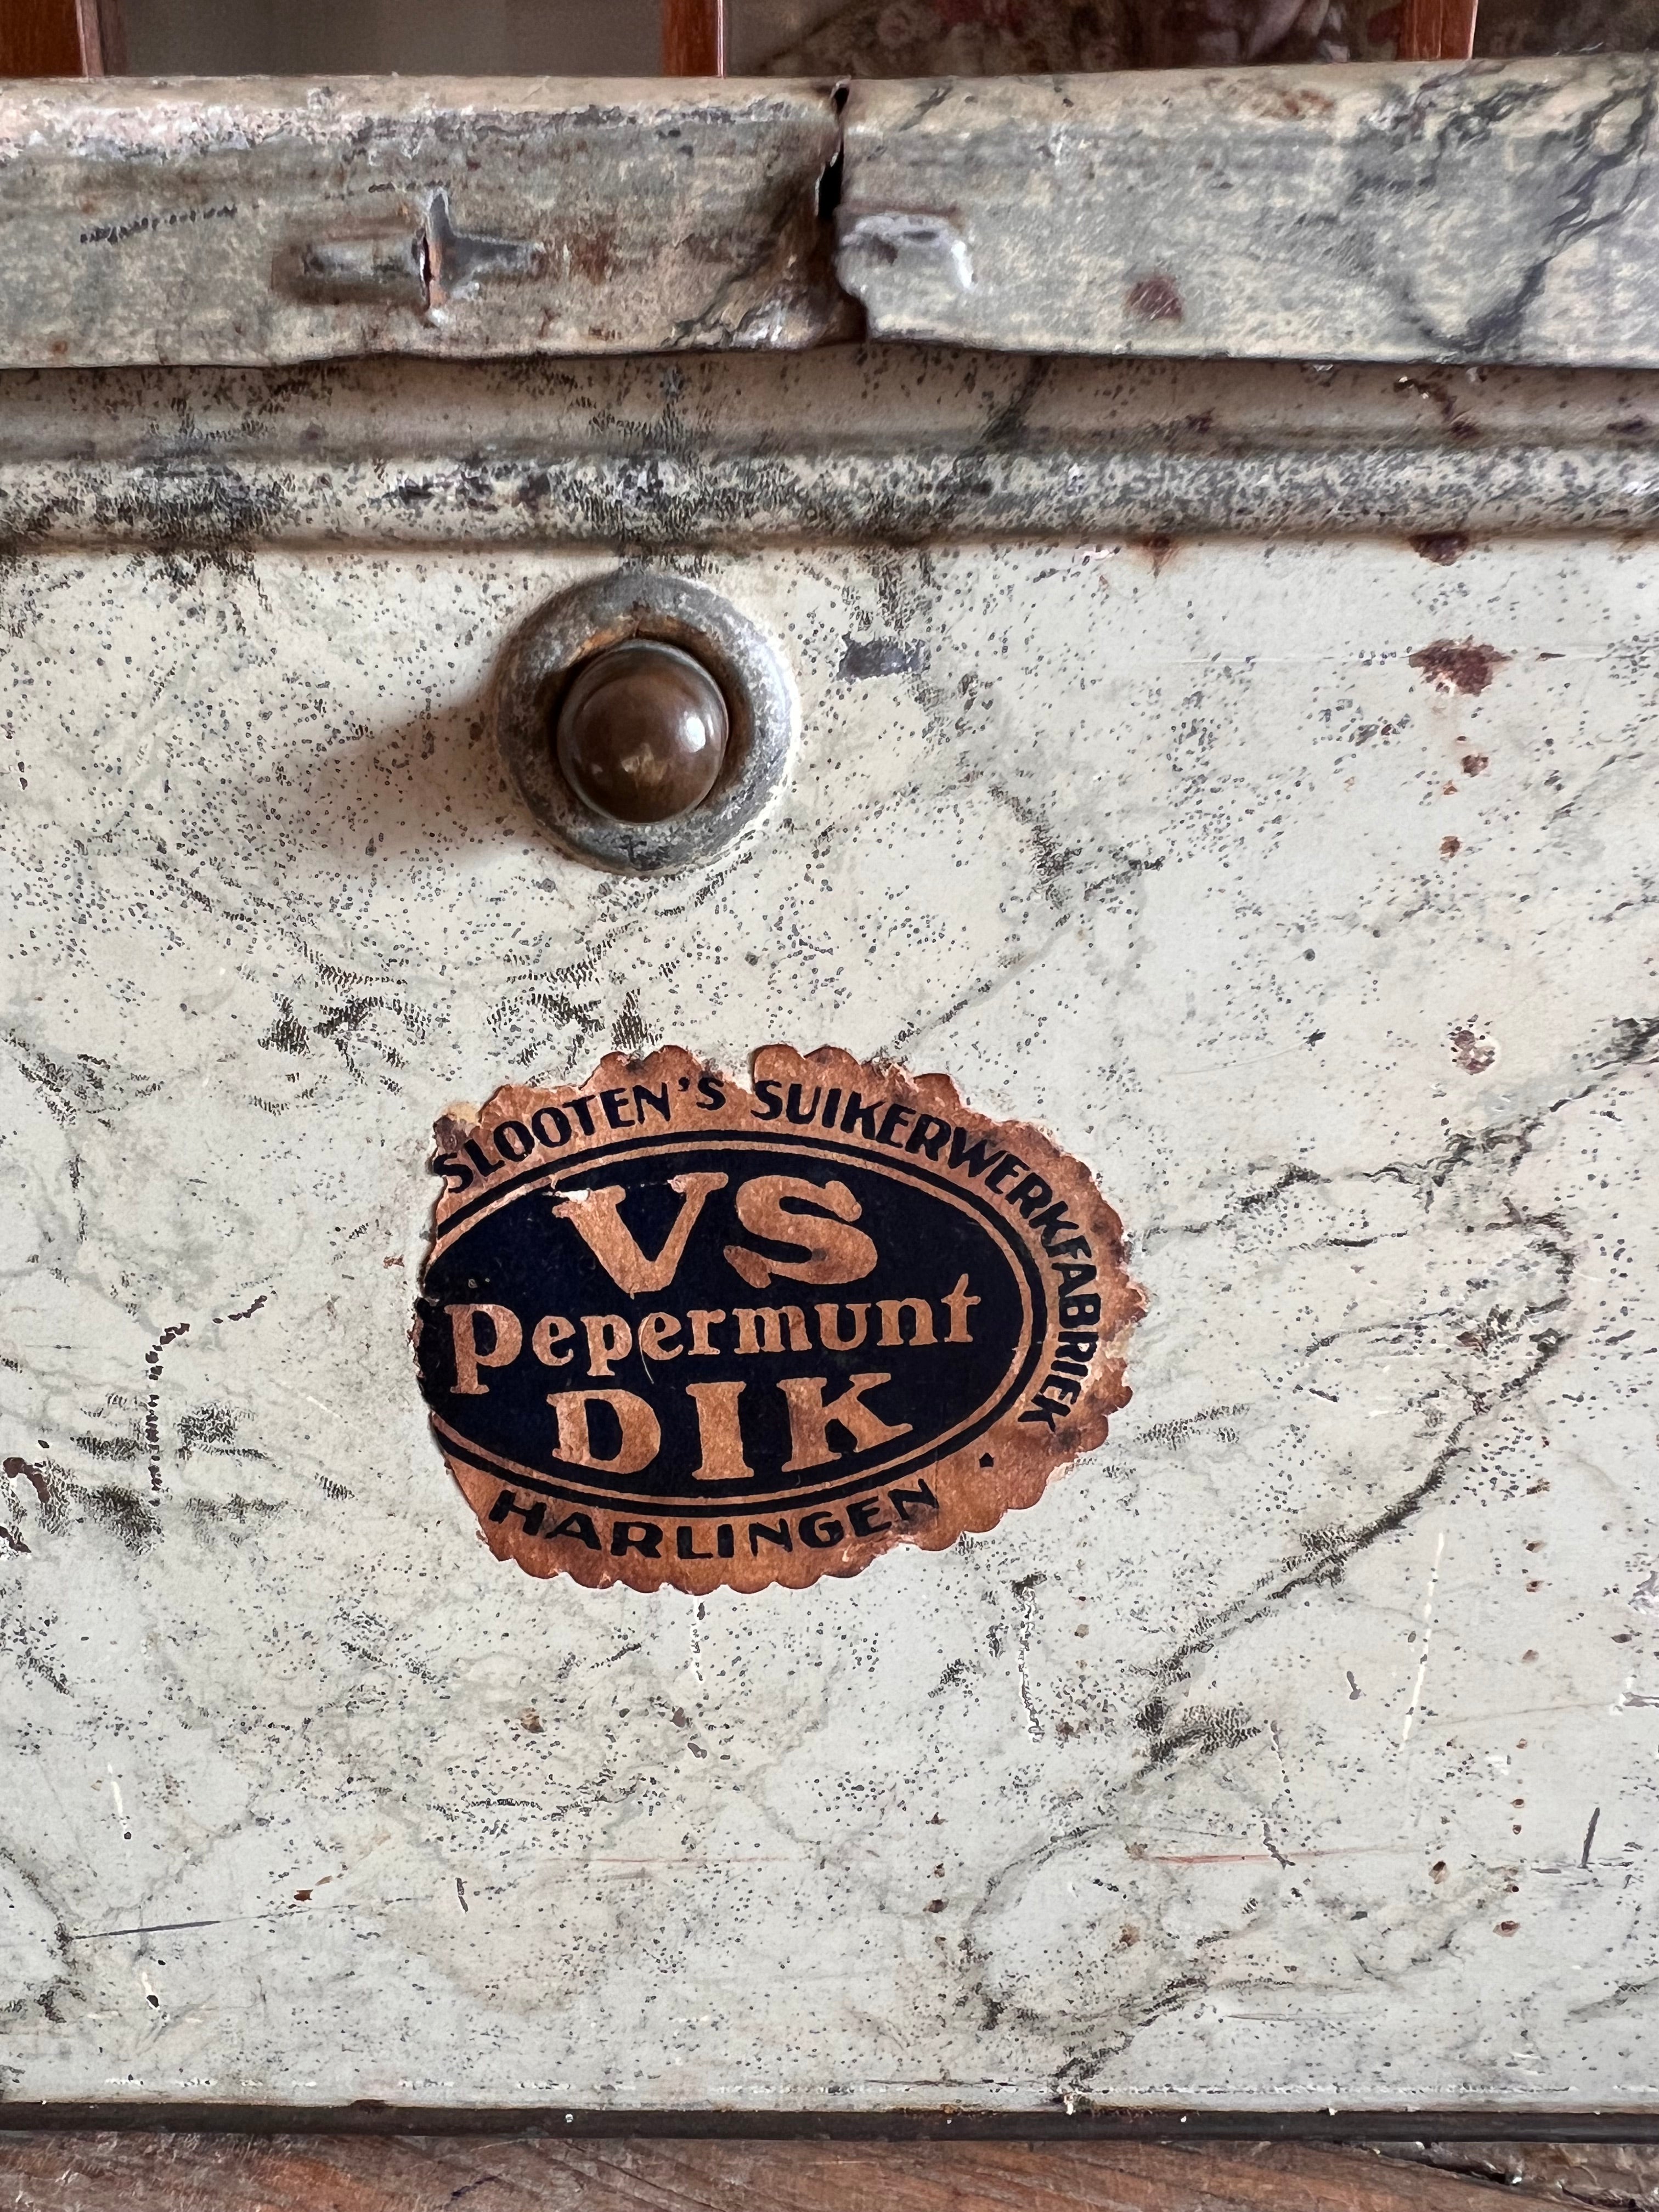 SLOOTEN'S SUIKERWERKFABRIEK
VS
Pepermunt
DIK
HARLINGEN